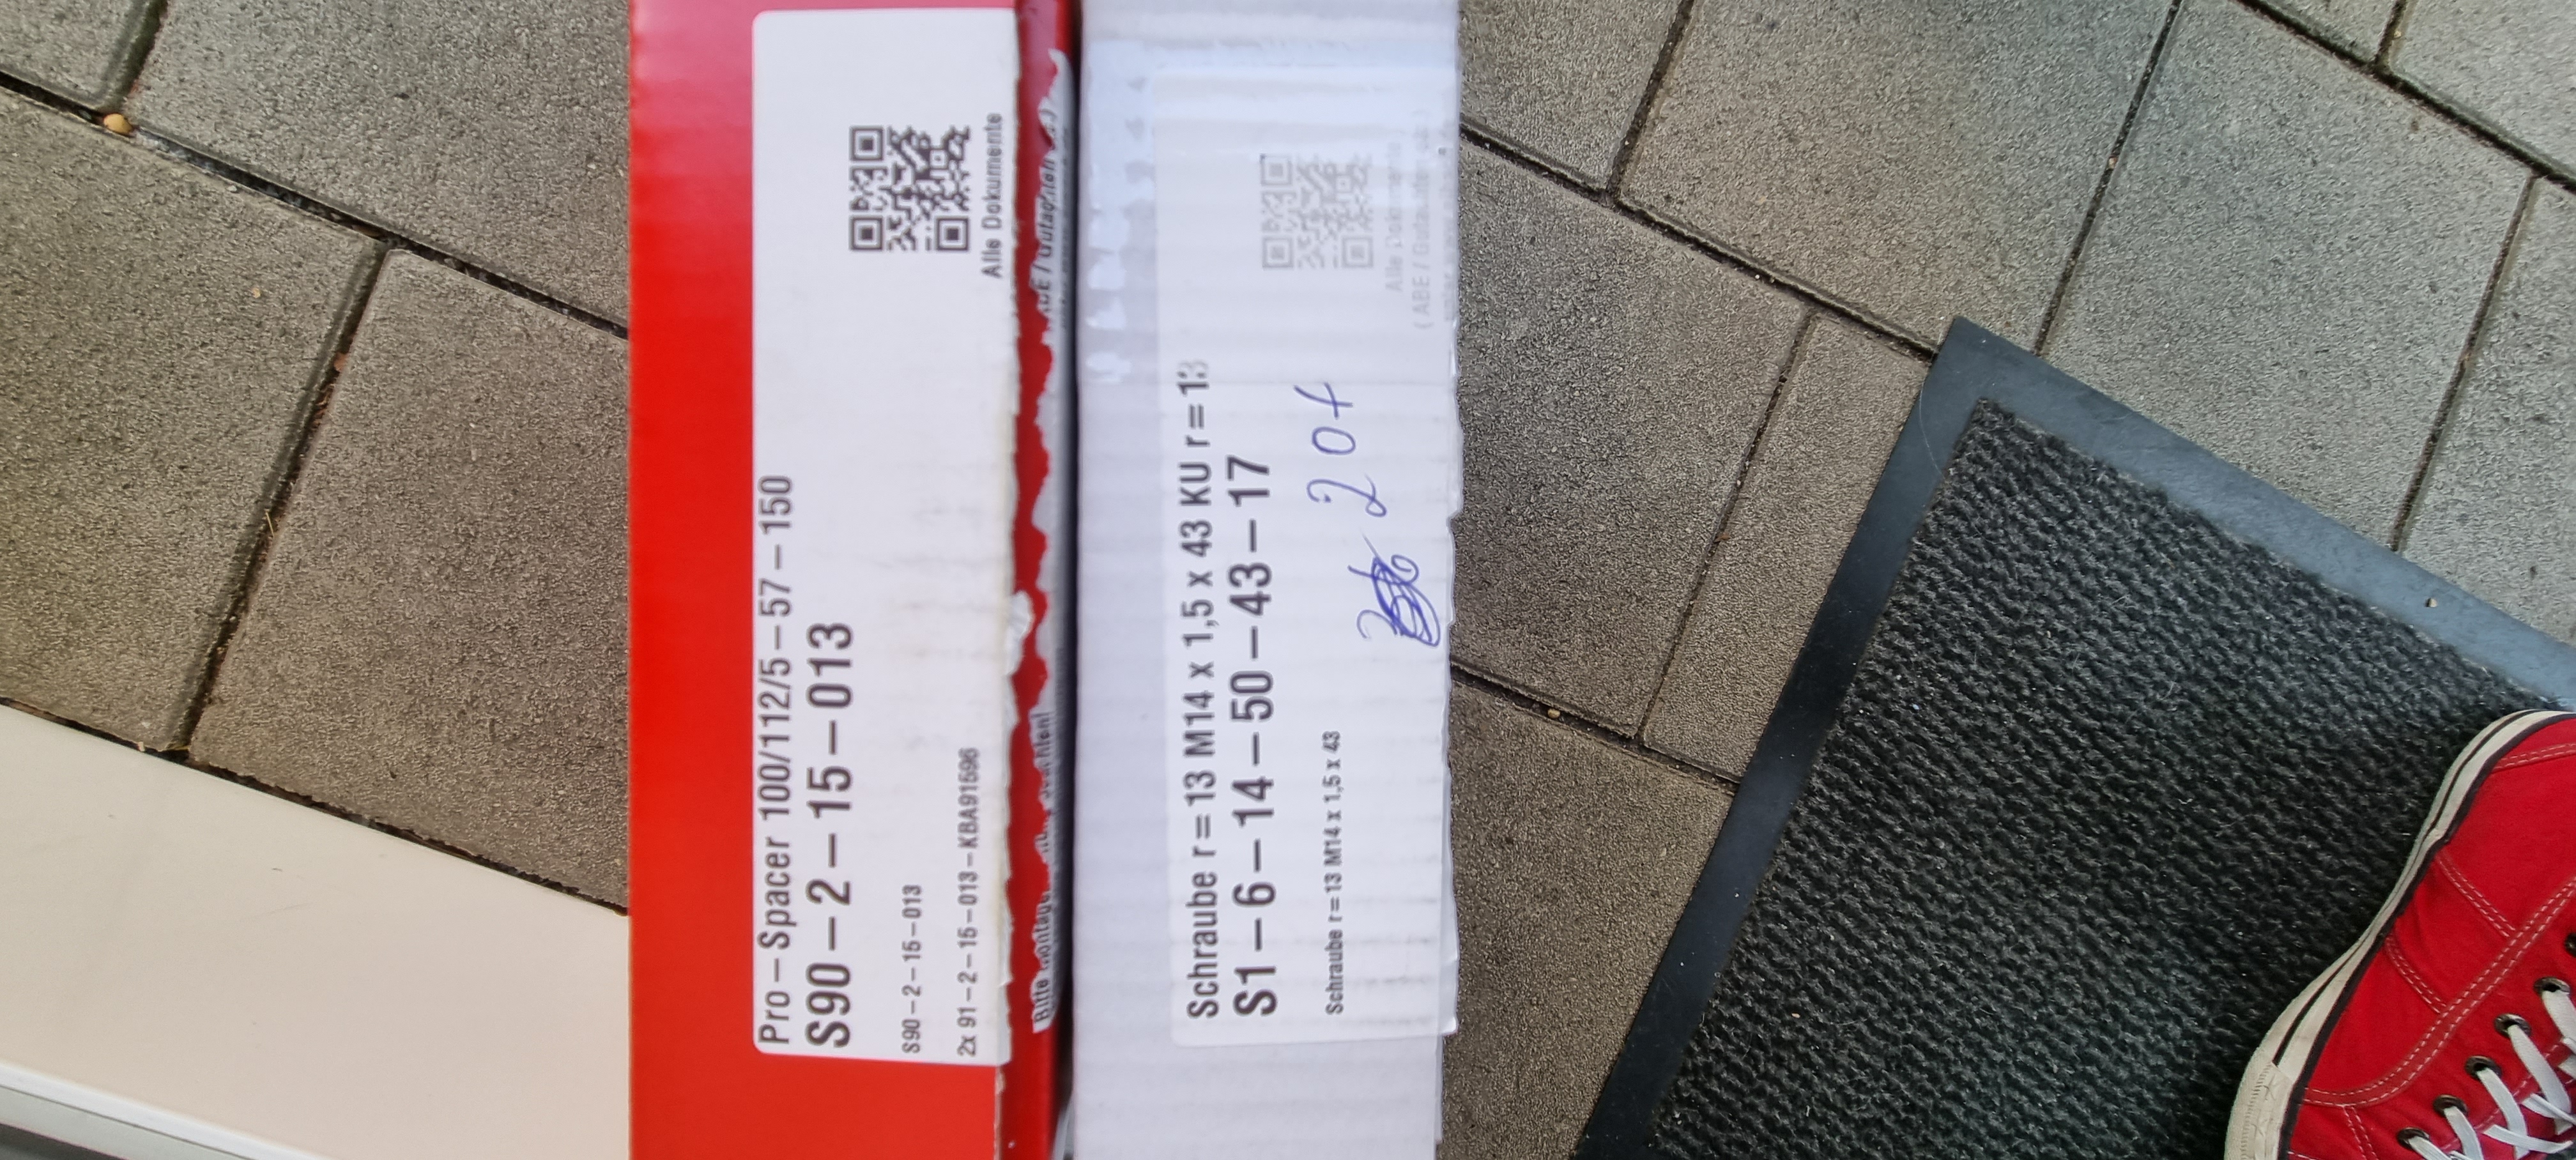 Pro-Spacer 100/112/5-57-150
S90-2-15-013
S90-2-15-013
2x 91-2-15-013-KBA91596
Alle Dokumente
Schraube r=13 M14 x 1,5 x 43 KU r=13
S1-6-14-50-43-17
Schraube r=13 M14 x 1,5 x 43
Alle Dokumente
(ABE / Gutachten